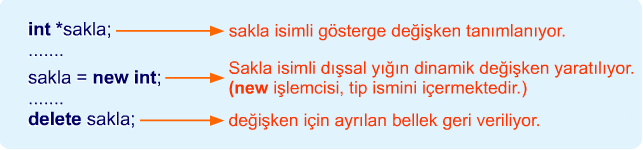 int *sakla; sakla isimli gösterge değişken tanımlanıyor.
.......
sakla = new int; Sakla isimli dışsal yığın dinamik değişken yaratılıyor.
(new işlemcisi, tip ismini içermektedir.)
.......
delete sakla; değişken için ayrılan bellek geri veriliyor.